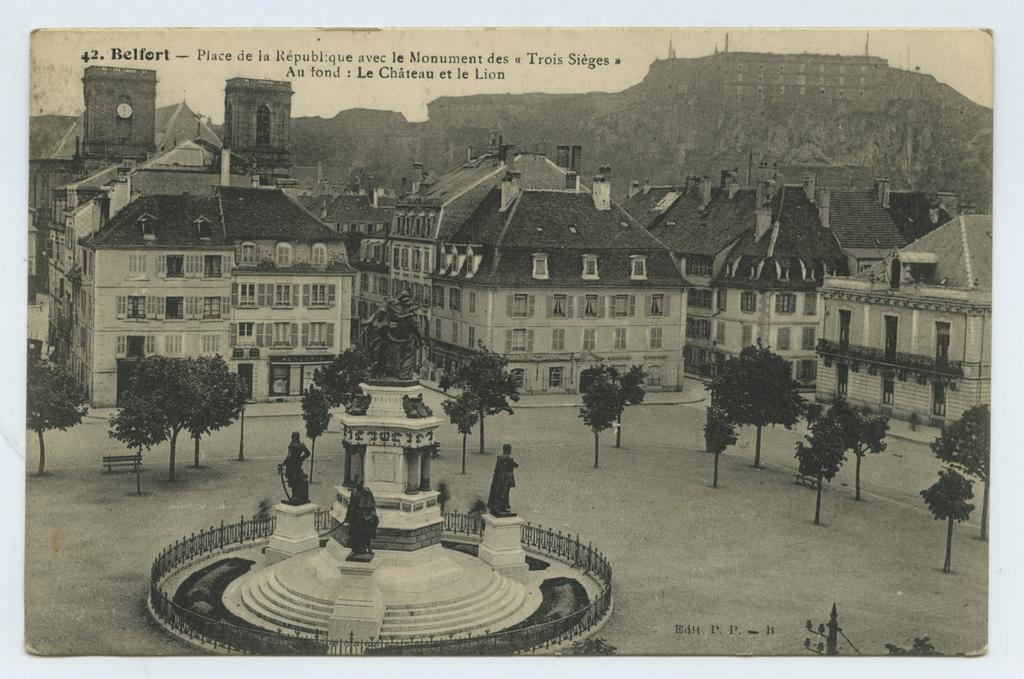 42. Belfort — Place de la République avec le Monument des « Trois Sièges »
Au fond : Le Château et le Lion
Edit. P. P. — B